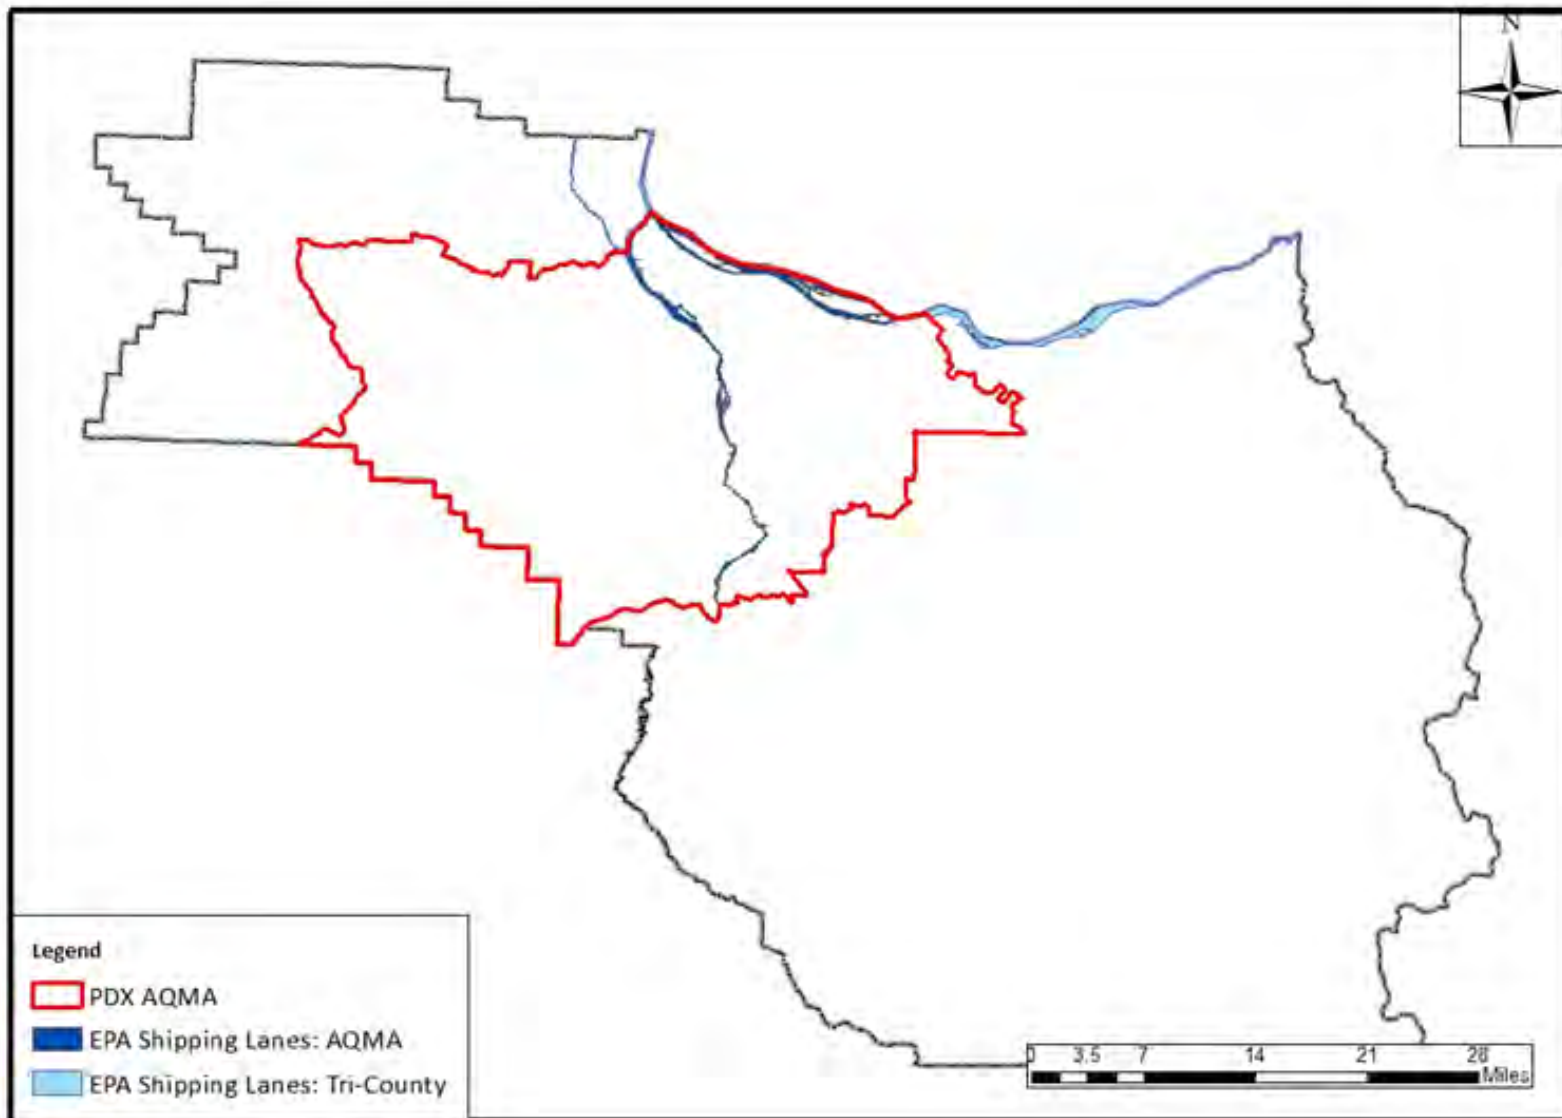 N
Legend
PDX AQMA
EPA Shipping Lanes: AQMA
EPA Shipping Lanes: Tri-County
0 3.5 7 14 21 28
Miles